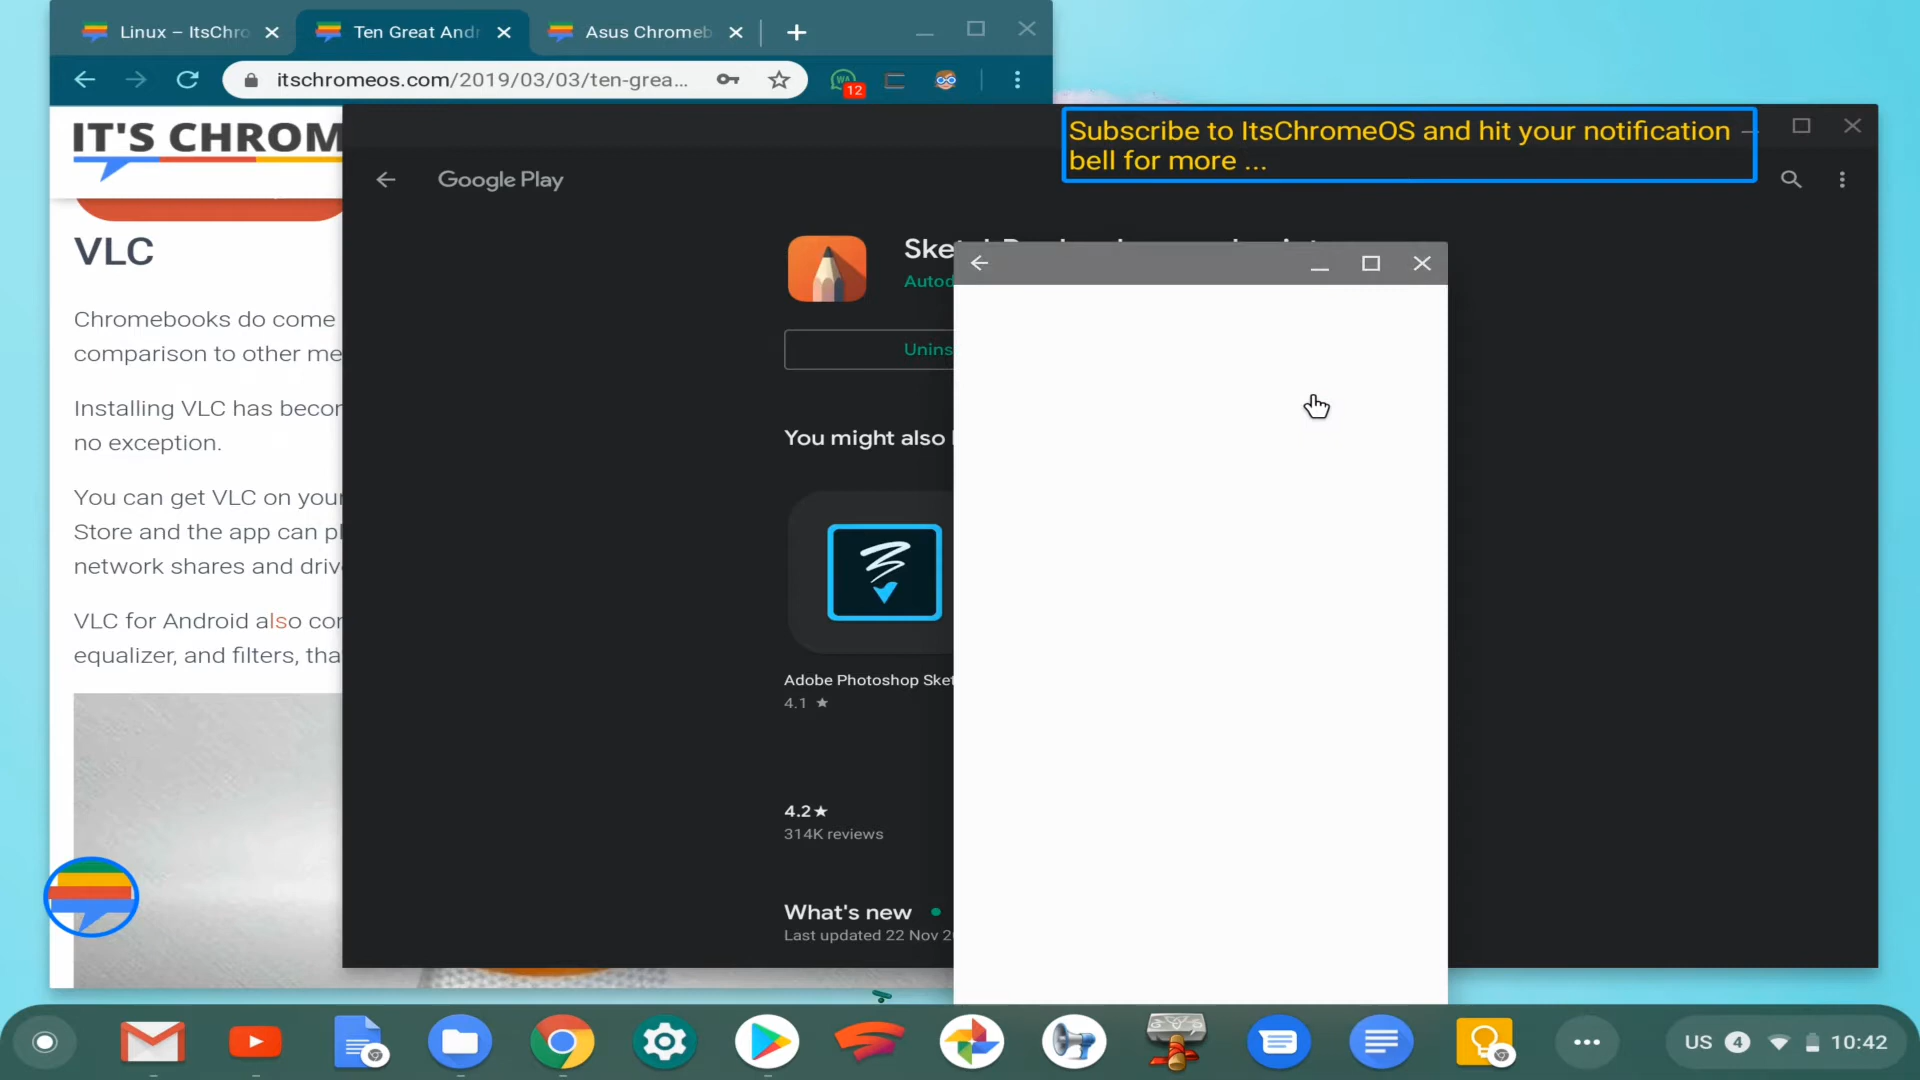 Linux – ItsChro
Ten Great Andr
Asus Chromeb
itschromeos.com/2019/03/03/ten-grea...
WA
12
IT'S CHROM
Subscribe to ItsChromeOS and hit your notification
bell for more ...
Google Play
VLC
Ske
Autod
Chromebooks do come
comparison to other me
Unins
Installing VLC has becor
no exception.
You might also
You can get VLC on your
Store and the app can pl
network shares and drive
VLC for Android also cor
equalizer, and filters, tha
Adobe Photoshop Sket
4.1 ★
4.2★
314K reviews
What's new
Last updated 22 Nov 2
US 4 10:42